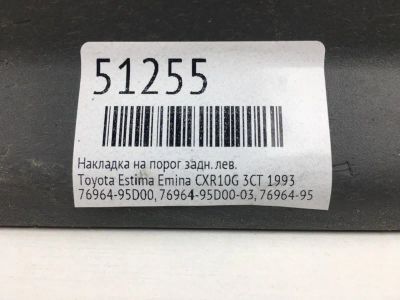 51255
Накладка на порог задн. лев.
Toyota Estima Emina CXR10G 3CT 1993
76964-95D00, 76964-95D00-03, 76964-95